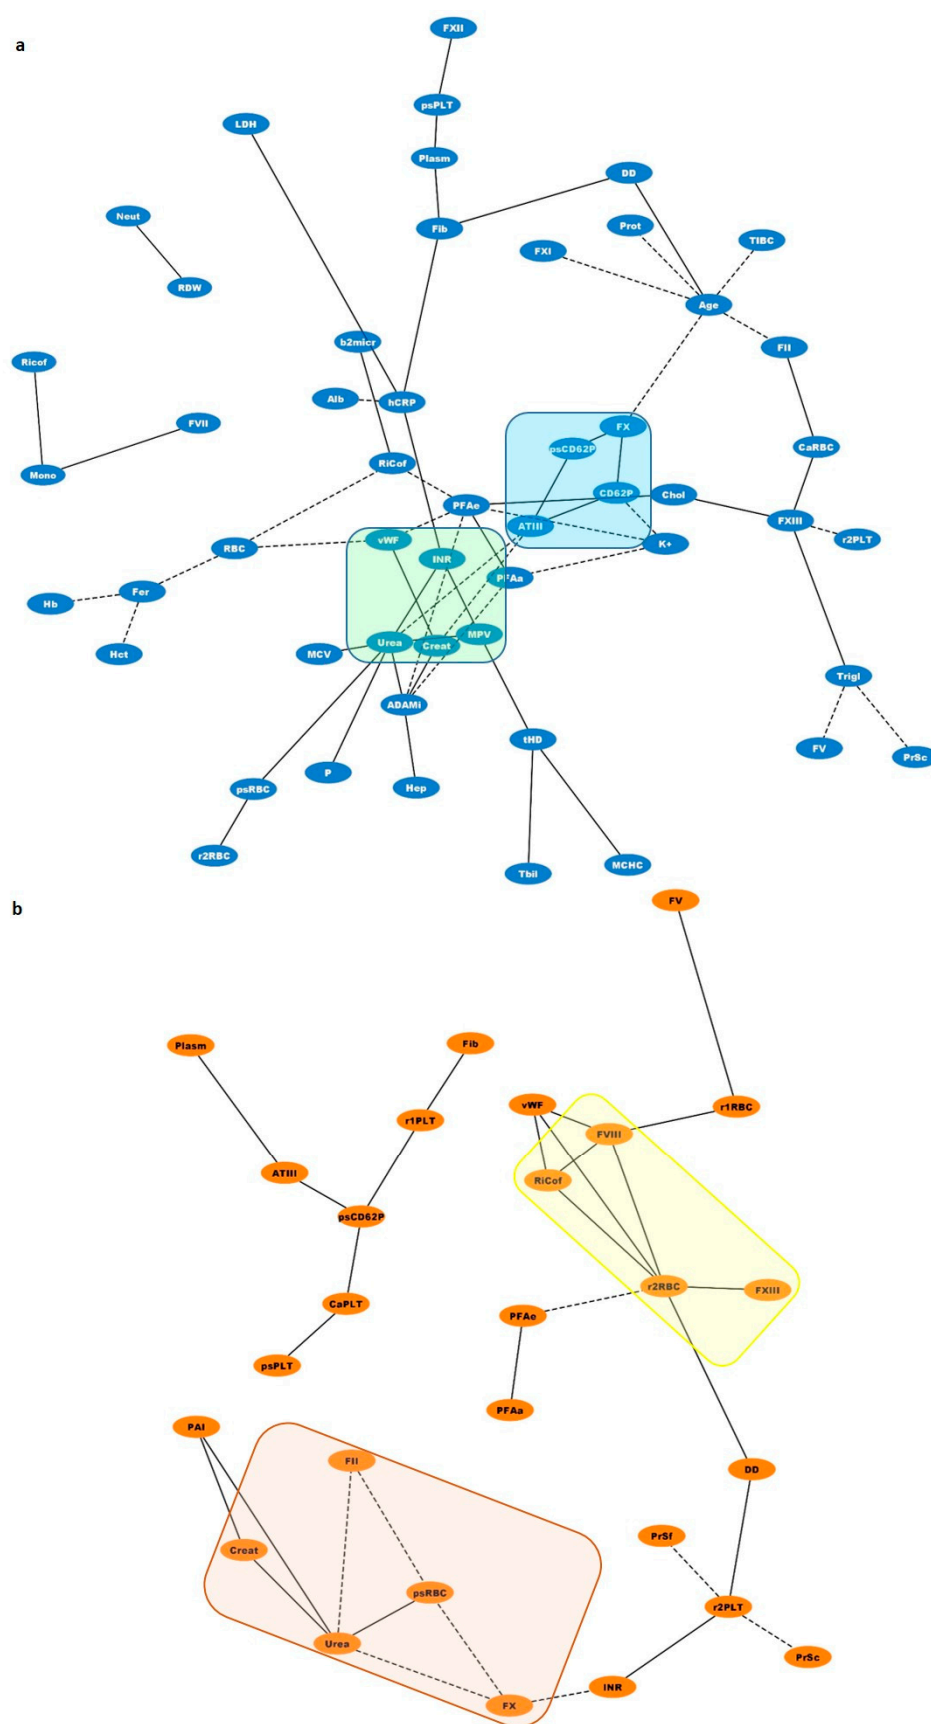 a
FXII
psPLT
LDH
Plasm
DD
Neut
Prot
Fib
TIBC
FXI
RDW
Age
b2micr
FII
Ricof
Alb
hCRP
FVII
FX
psCD62P
CaRBC
RiCof
Mono
CD62P
Chol
PFAe
FXIII
ATIII
vWF
r2PLT
K+
RBC
INR
PFAa
Fer
Hb
MPV
Urea
Creat
Hct
MCV
Trigl
ADAMi
tHD
FV
PrSc
P
Hep
psRBC
r2RBC
MCHC
Tbil
b
FV
Plasm
Fib
vWF
r1RBC
r1PLT
FVIII
ATIII
RiCof
psCD62P
r2RBC
FXIII
CaPLT
PFAe
psPLT
PFAa
PAI
FII
DD
PrSf
Creat
psRBC
r2PLT
Urea
PrSc
INR
FX